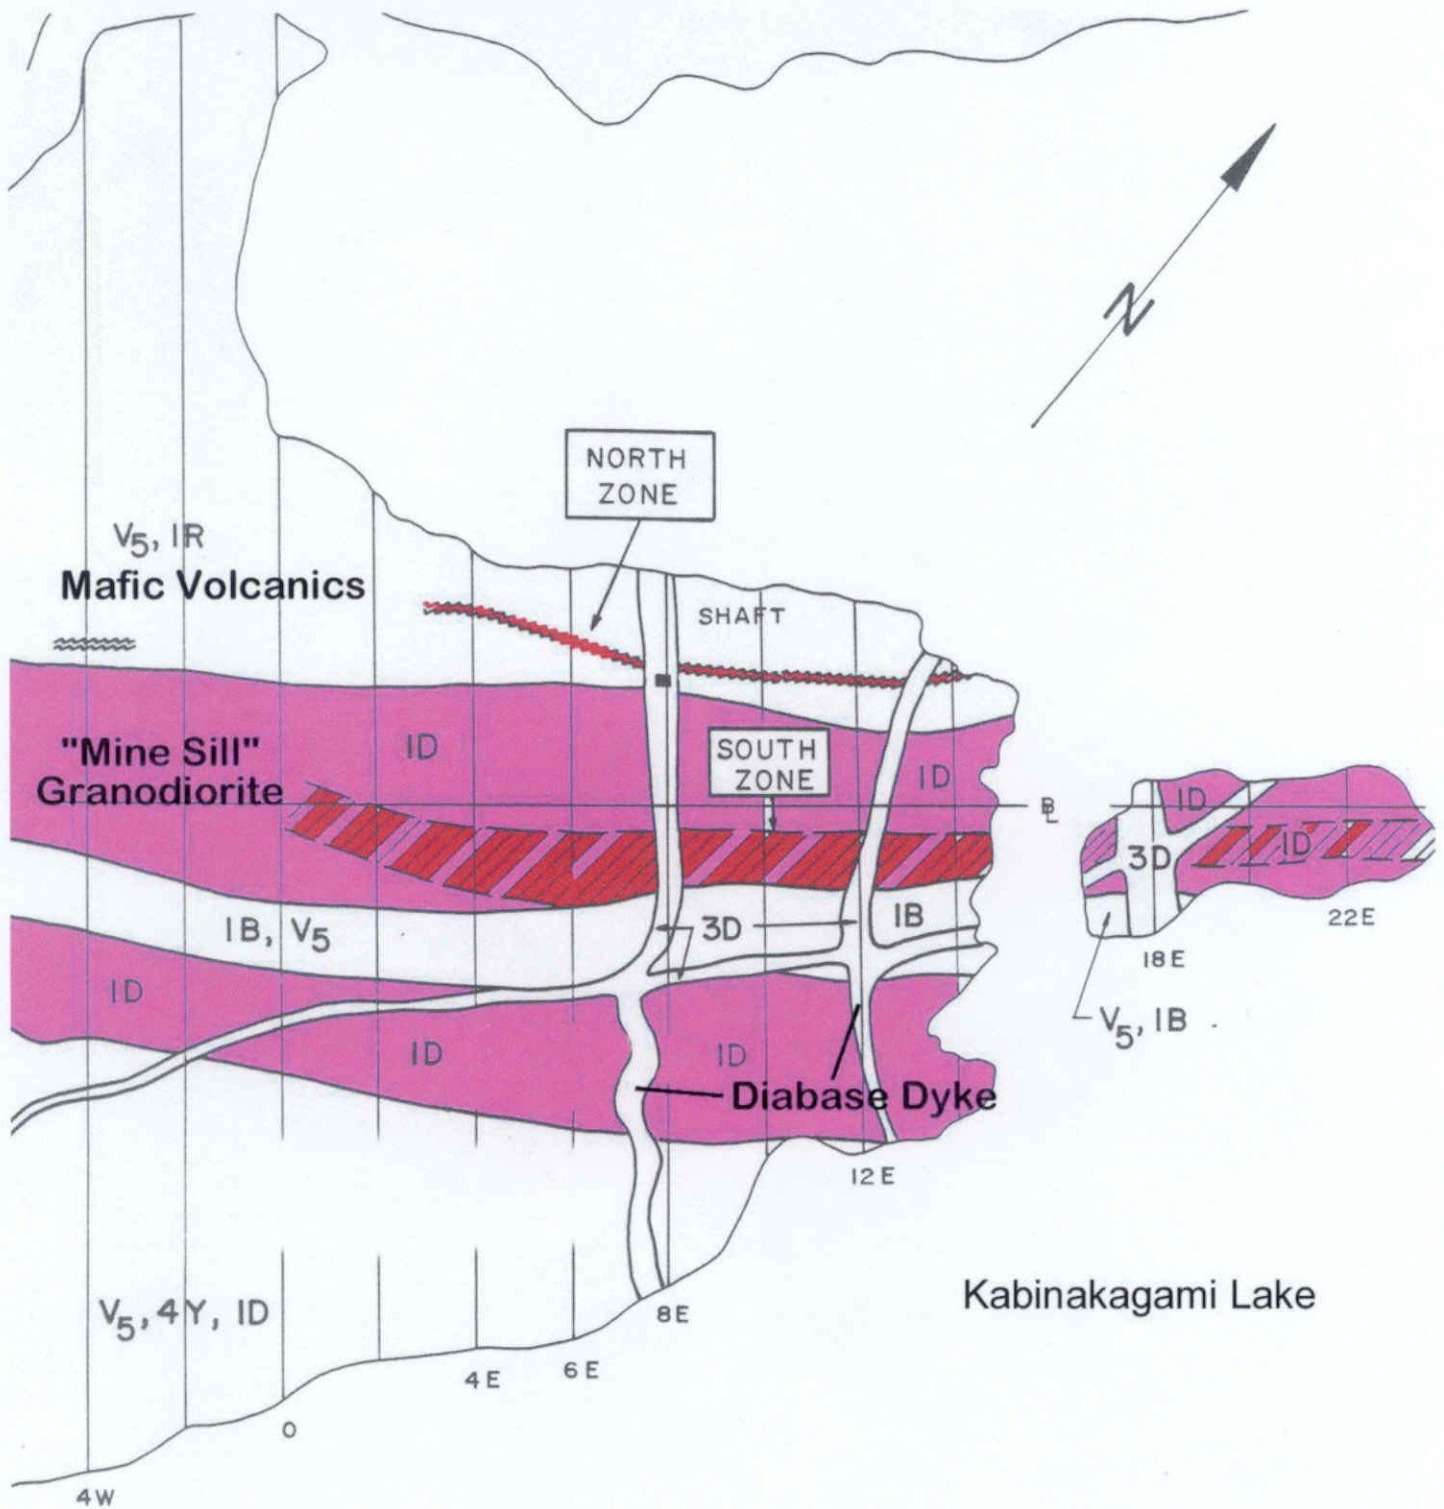 N
NORTH
ZONE
V5, IR
Mafic Volcanics
SHAFT
ID
"Mine Sill"
Granodiorite
SOUTH
ZONE
ID
BL
ID
3D
ID
IB, V5
3D
IB
22E
18E
ID
V5, IB
ID
ID
Diabase Dyke
12E
V5, 4Y, ID
Kabinakagami Lake
8E
6E
4E
O
4W